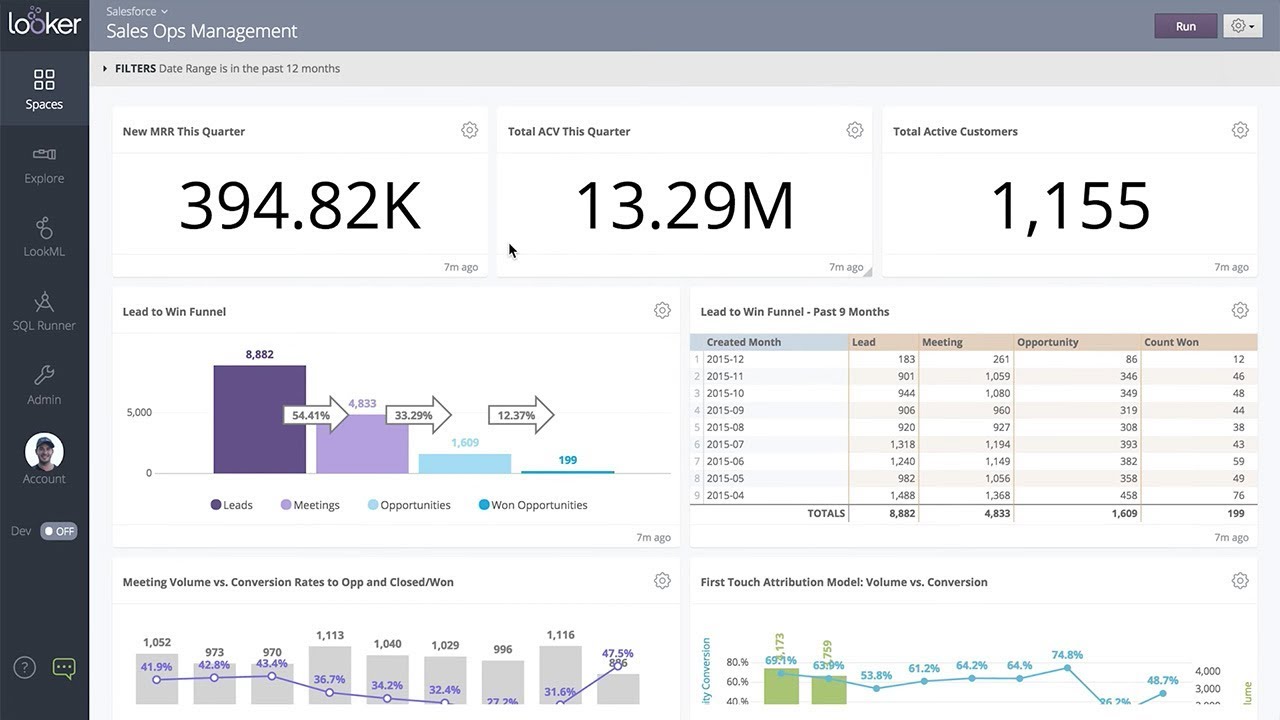 looker
Salesforce
Sales Ops Management
Run
FILTERS Date Range is in the past 12 months
Spaces
Explore
LookML
SQL Runner
Admin
Account
Dev OFF
?
New MRR This Quarter
394.82K
7m ago
Total ACV This Quarter
13.29M
7m ago
Total Active Customers
1,155
7m ago
Lead to Win Funnel
8,882
4,833
1,609
199
54.41%
33.29%
12.37%
5,000
0
Leads Meetings Opportunities Won Opportunities
7m ago
Lead to Win Funnel - Past 9 Months
Created Month Lead Meeting Opportunity Count Won
1 2015-12 183 261 86 12
2 2015-11 901 1,059 346 46
3 2015-10 944 1,080 349 48
4 2015-09 906 960 319 44
5 2015-08 920 927 308 38
6 2015-07 1,318 1,194 393 43
7 2015-06 1,240 1,149 382 59
8 2015-05 982 1,056 358 49
9 2015-04 1,488 1,368 458 76
TOTALS 8,882 4,833 1,609 199
7m ago
Meeting Volume vs. Conversion Rates to Opp and Closed/Won
1,052 973 970 1,113 1,040 1,029 996 1,116
41.9% 42.8% 43.4% 36.7% 34.2% 32.4% 27.2% 31.6% 47.5%
First Touch Attribution Model: Volume vs. Conversion
80.%
60.%
40.%
69.1% 63.9% 53.8% 61.2% 64.2% 64.% 74.8% 26.2% 48.7%
4,000
3,000